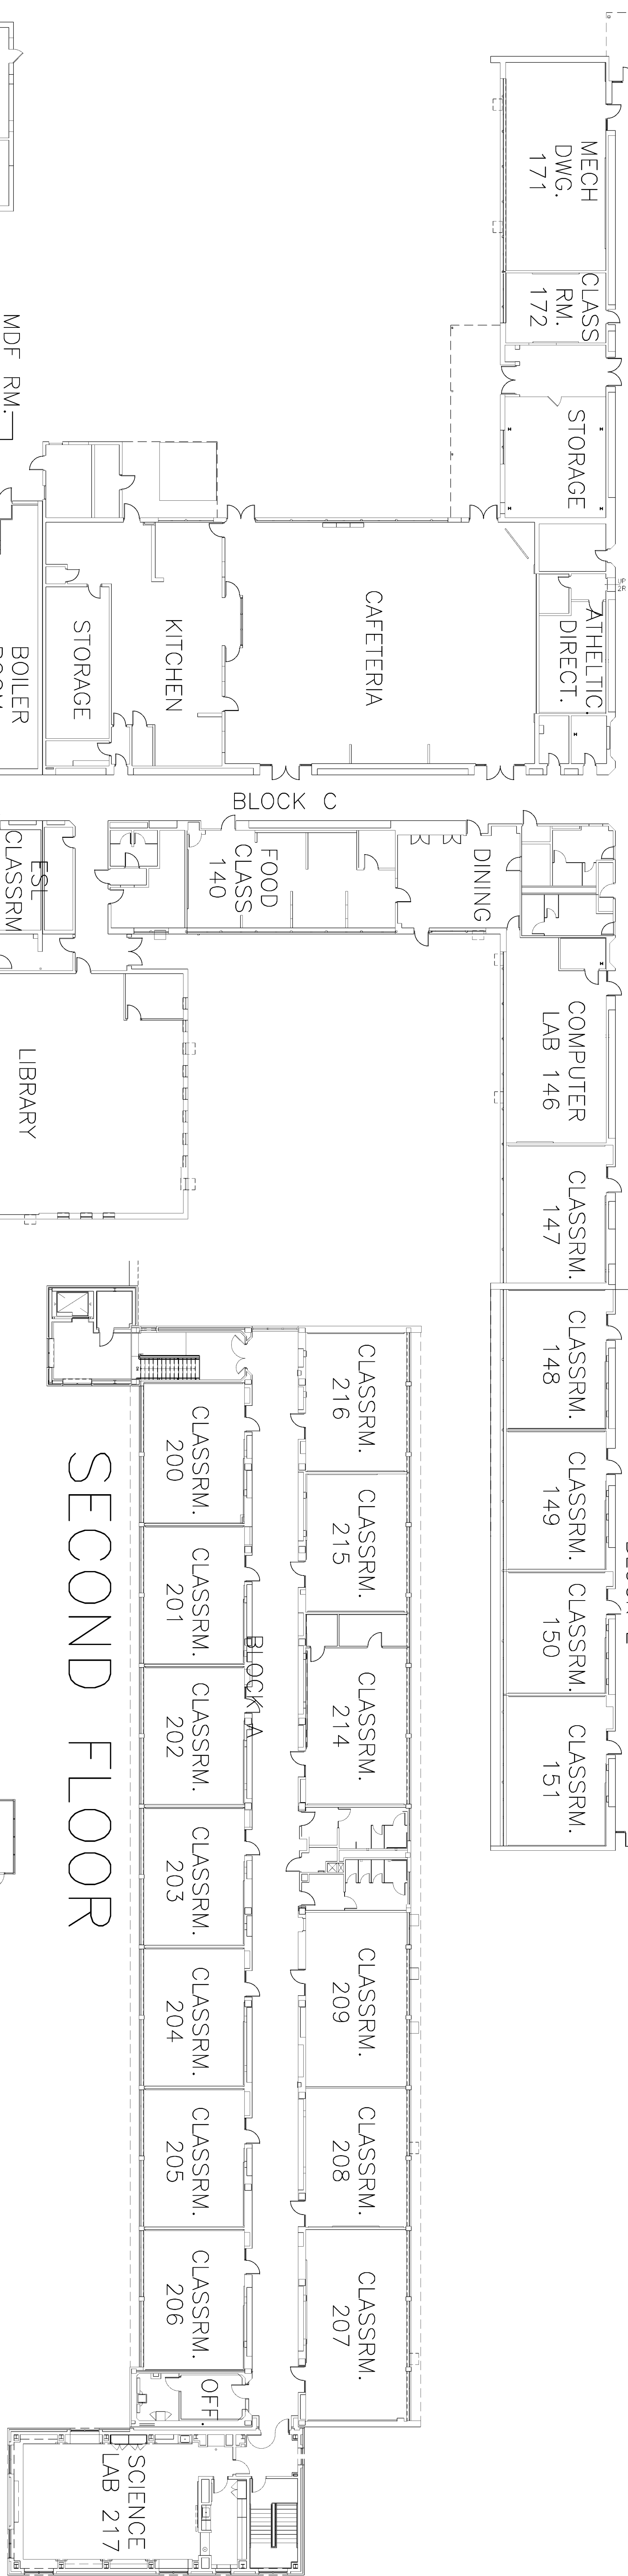 MECH
DWG.
171
CLASS
RM.
172
STORAGE
UP
2R
ATHELTIC
DIRECT.
MDF RM.
CAFETERIA
KITCHEN
STORAGE
BOILER
BLOCK C
DINING
FOOD
CLASS
140
ESL
CLASSRM
LIBRARY
COMPUTER
LAB 146
CLASSRM.
147
CLASSRM.
148
CLASSRM.
149
CLASSRM.
150
CLASSRM.
151
CLASSRM.
216
CLASSRM.
215
CLASSRM.
214
CLASSRM.
209
CLASSRM.
208
CLASSRM.
207
BLOCK A
CLASSRM.
200
CLASSRM.
201
CLASSRM.
202
CLASSRM.
203
CLASSRM.
204
CLASSRM.
205
CLASSRM.
206
OFF
SCIENCE
LAB 217
SECOND FLOOR